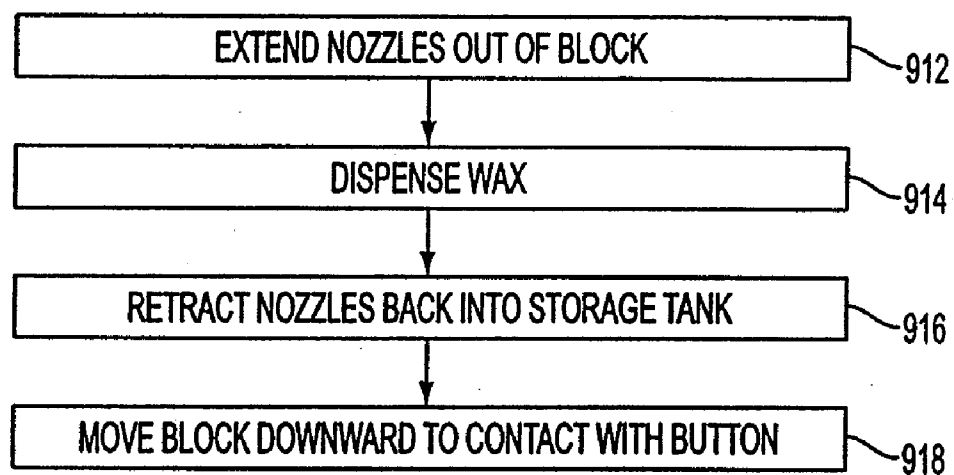 EXTEND NOZZLES OUT OF BLOCK
912
DISPENSE WAX
914
RETRACT NOZZLES BACK INTO STORAGE TANK
916
MOVE BLOCK DOWNWARD TO CONTACT WITH BUTTON
918